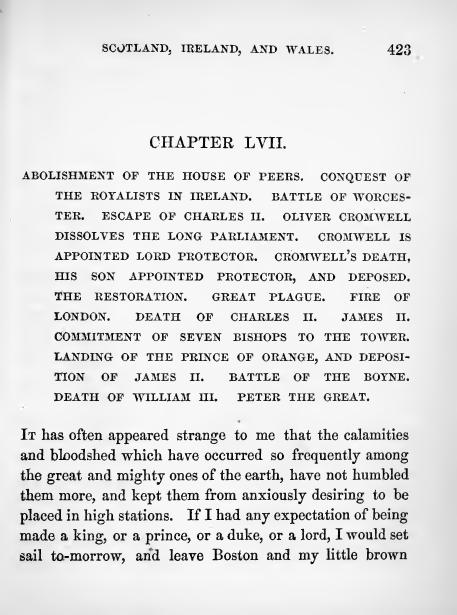 SCOTLAND, IRELAND, AND WALES. 423
CHAPTER LVII.
ABOLISHMENT OF THE HOUSE OF PEERS. CONQUEST OF
THE ROYALISTS IN IRELAND. BATTLE OF WORCES-
TER. ESCAPE OF CHARLES II. OLIVER CROMWELL
DISSOLVES THE LONG PARLIAMENT. CROMWELL IS
APPOINTED LORD PROTECTOR. CROMWELL'S DEATH,
HIS SON APPOINTED PROTECTOR, AND DEPOSED.
THE RESTORATION. GREAT PLAGUE. FIRE OF
LONDON. DEATH OF CHARLES II. JAMES II.
COMMITMENT OF SEVEN BISHOPS TO THE TOWER.
LANDING OF THE PRINCE OF ORANGE, AND DEPOSI-
TION OF JAMES II. BATTLE OF THE BOYNE.
DEATH OF WILLIAM III. PETER THE GREAT.
IT has often appeared strange to me that the calamities
and bloodshed which have occurred so frequently among
the great and mighty ones of the earth, have not humbled
them more, and kept them from anxiously desiring to be
placed in high stations. If I had any expectation of being
made a king, or a prince, or a duke, or a lord, I would set
sail to-morrow, and leave Boston and my little brown